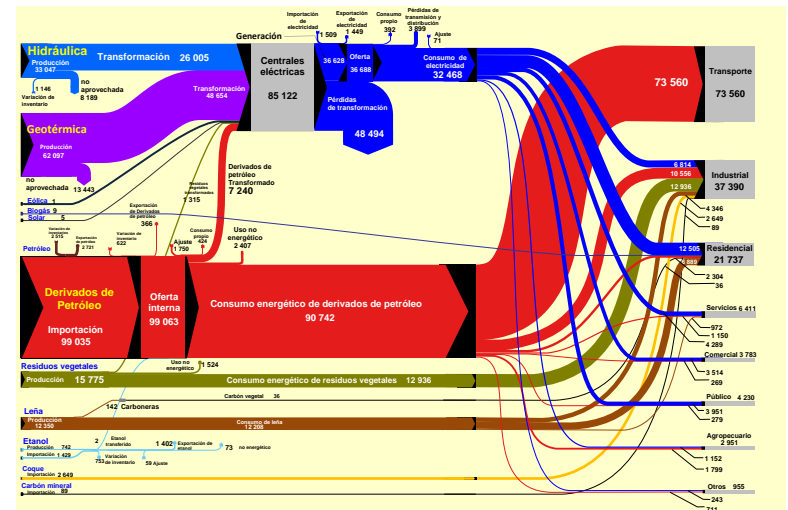 Importación
de electricidad
1 509
Exportación
de
electricidad
1 449
Consumo
propio
392
Pérdidas de
transmisión y
distribución
3 899
Ajuste
71
Generación
Hidráulica
Producción
33 047
Transformación 26 005
1 146
Variación de
inventario
no
aprovechada
8 189
Centrales
eléctricas
85 122
36 628
Oferta
36 688
Consumo de
electricidad
32 468
Pérdidas
de transformación
48 494
Transformación
48 654
Geotérmica
Producción
62 097
no
aprovechada
13 443
Eólica 1
Biogás 9
Solar 5
Derivados de
petróleo
Transformado
7 240
Residuos
vegetales
transformados
1 315
Exportación
de Derivados
de petróleo
366
Petróleo
Variación de
inventarios
2 515
Exportación
de petróleo
2 721
Variación de
inventario
622
Ajuste
1 750
Consumo
propio
424
Uso no
energético
2 407
Derivados de
Petróleo
Importación
99 035
Oferta
interna
99 063
Consumo energético de derivados de petróleo
90 742
Residuos vegetales
Producción 15 775
Uso no
energético
1 524
Consumo energético de residuos vegetales 12 936
Carbón vegetal 36
142 Carboneras
Leña
Producción
12 350
Consumo de leña
12 208
Etanol
Producción 742
Importación 1 429
2
Etanol
transferido
753
Variación
de inventario
1 402
Exportación de
etanol
59 Ajuste
73 no energético
Coque
Importación 2 649
Carbón mineral
Importación 89
73 560
Transporte
73 560
6 814
10 556
12 936
Industrial
37 390
4 346
2 649
89
12 505
6 889
Residencial
21 737
2 304
36
Servicios 6 411
972
1 150
4 289
Comercial 3 783
3 514
269
Público 4 230
3 951
279
Agropecuario
2 951
1 152
1 799
Otros 955
243
711